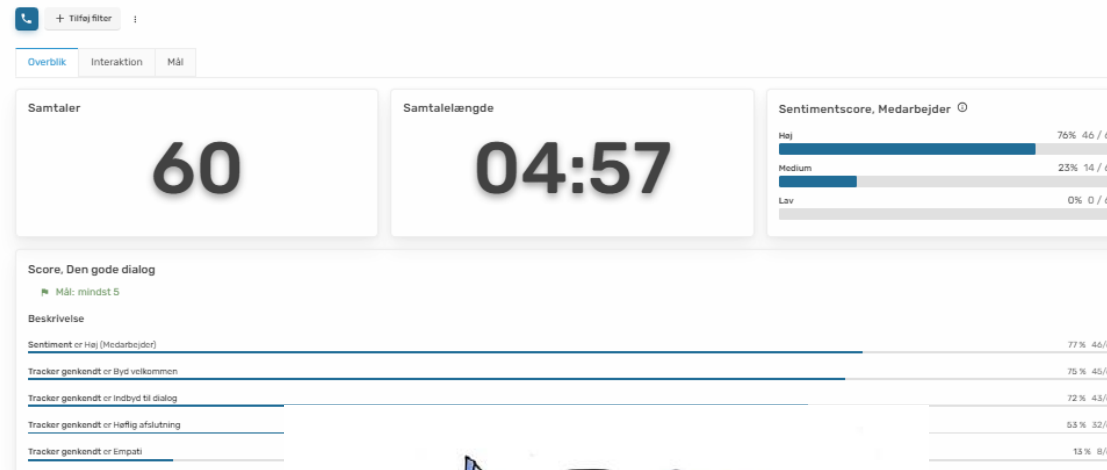 + Tilføj filter
Overblik Interaktion Mål
Samtaler
60
Samtalelængde
04:57
Sentimentscore, Medarbejder
Høj 76% 46 / 6
Medium 23% 14 / 6
Lav 0% 0 / 6
Score, Den gode dialog
Mål: mindst 5
Beskrivelse
Sentiment er Høj (Medarbejder) 77 % 46/
Tracker genkendt er Byd velkommen 75 % 45/
Tracker genkendt er Indbyd til dialog 72 % 43/
Tracker genkendt er Høflig afslutning 53 % 32/
Tracker genkendt er Empati 13 % 8/